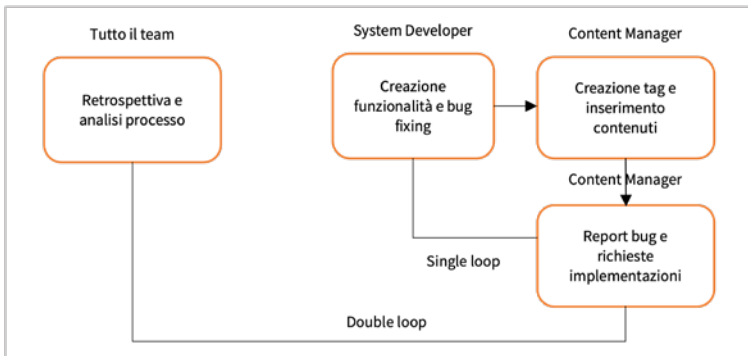 Tutto il team
System Developer
Content Manager
Retrospettiva e
analisi processo
Creazione
funzionalità e bug
fixing
Creazione tag e
inserimento
contenuti
Content Manager
Report bug e
richieste
implementazioni
Single loop
Double loop